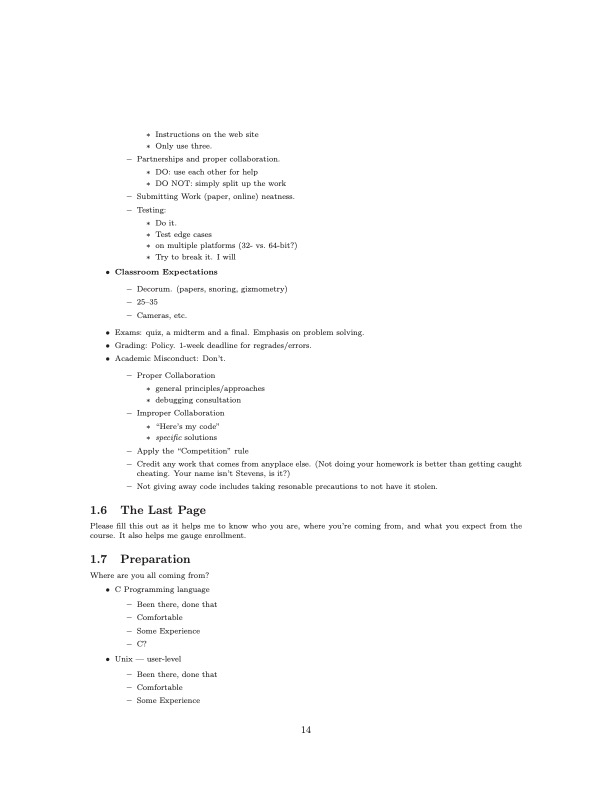 ∗ Instructions on the web site
∗ Only use three.
– Partnerships and proper collaboration.
∗ DO: use each other for help
∗ DO NOT: simply split up the work
– Submitting Work (paper, online) neatness.
– Testing:
∗ Do it.
∗ Test edge cases
∗ on multiple platforms (32- vs. 64-bit?)
∗ Try to break it. I will
• Classroom Expectations
– Decorum. (papers, snoring, gizmometry)
– 25–35
– Cameras, etc.
• Exams: quiz, a midterm and a final. Emphasis on problem solving.
• Grading: Policy. 1-week deadline for regrades/errors.
• Academic Misconduct: Don't.
– Proper Collaboration
∗ general principles/approaches
∗ debugging consultation
– Improper Collaboration
∗ “Here's my code”
∗ specific solutions
– Apply the “Competition” rule
– Credit any work that comes from anyplace else. (Not doing your homework is better than getting caught
cheating. Your name isn't Stevens, is it?)
– Not giving away code includes taking resonable precautions to not have it stolen.
1.6 The Last Page
Please fill this out as it helps me to know who you are, where you're coming from, and what you expect from the
course. It also helps me gauge enrollment.
1.7 Preparation
Where are you all coming from?
• C Programming language
– Been there, done that
– Comfortable
– Some Experience
– C?
• Unix — user-level
– Been there, done that
– Comfortable
– Some Experience
14